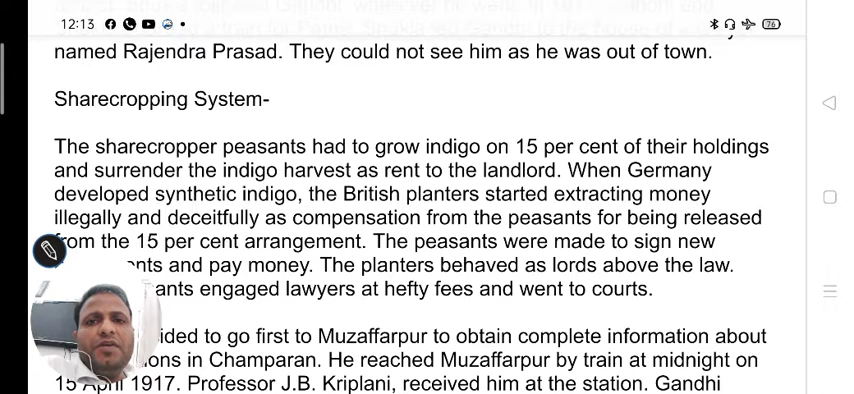 12:13
76
named Rajendra Prasad. They could not see him as he was out of town.
Sharecropping System-
The sharecropper peasants had to grow indigo on 15 per cent of their holdings
and surrender the indigo harvest as rent to the landlord. When Germany
developed synthetic indigo, the British planters started extracting money
illegally and deceitfully as compensation from the peasants for being released
from the 15 per cent arrangement. The peasants were made to sign new
and pay money. The planters behaved as lords above the law.
engaged lawyers at hefty fees and went to courts.
to go first to Muzaffarpur to obtain complete information about
in Champaran. He reached Muzaffarpur by train at midnight on
15 April 1917. Professor J.B. Kriplani, received him at the station. Gandhi